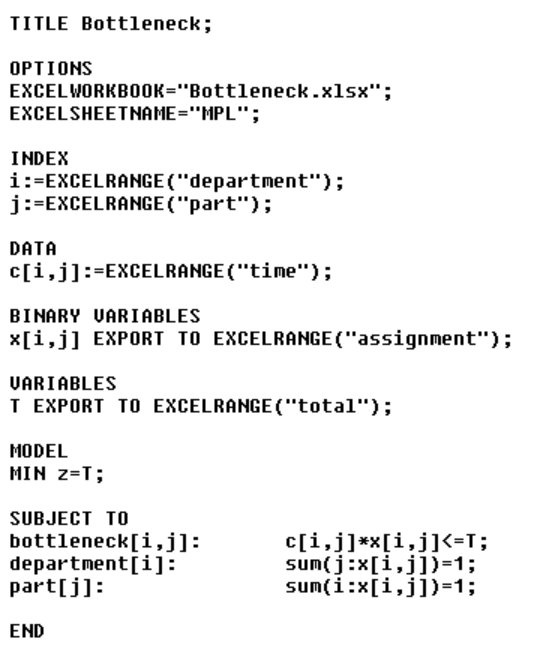 TITLE Bottleneck;
OPTIONS
EXCELWORKBOOK="Bottleneck.xlsx";
EXCELSHEETNAME="MPL";
INDEX
i:=EXCELRANGE("department");
j:=EXCELRANGE("part");
DATA
c[i,j]:=EXCELRANGE("time");
BINARY VARIABLES
x[i,j] EXPORT TO EXCELRANGE("assignment");
VARIABLES
T EXPORT TO EXCELRANGE("total");
MODEL
MIN z=T;
SUBJECT TO
bottleneck[i,j]: c[i,j]*x[i,j]<=T;
department[i]: sum(j:x[i,j])=1;
part[j]: sum(i:x[i,j])=1;
END